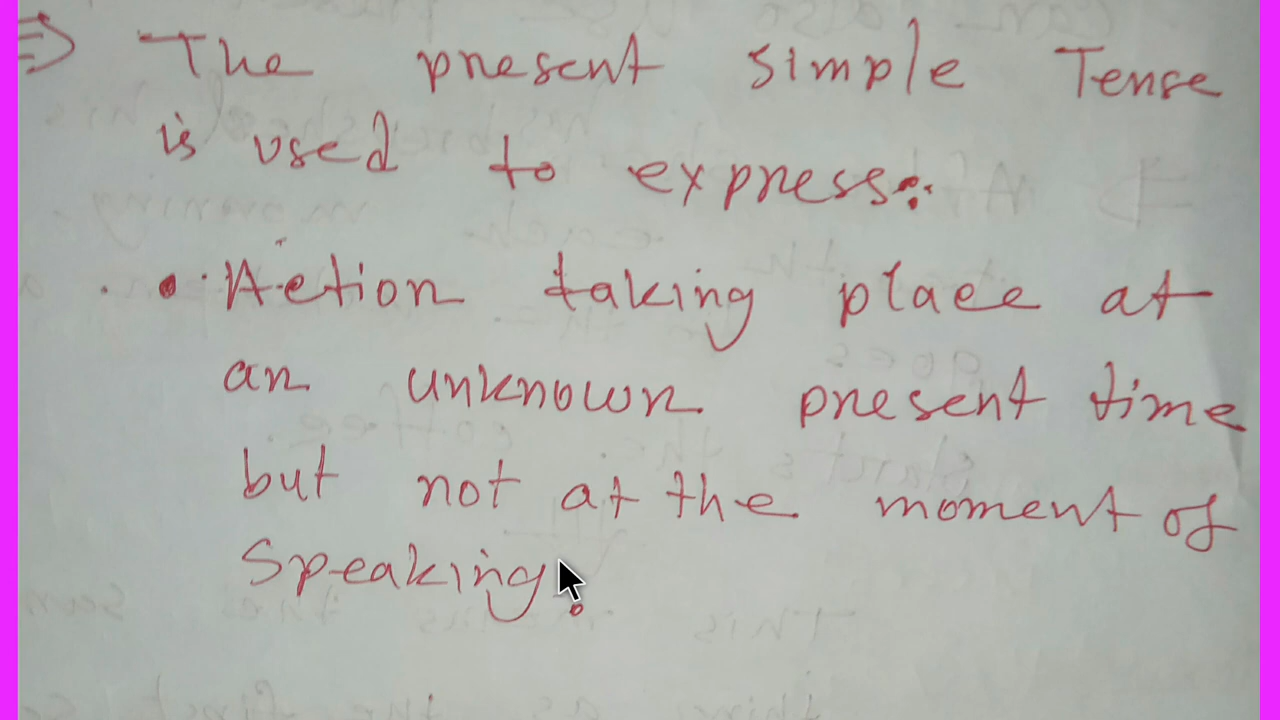 ⇒ The present simple Tense
is used to express:
• Action taking place at
an unknown present time
but not at the moment of
Speaking.